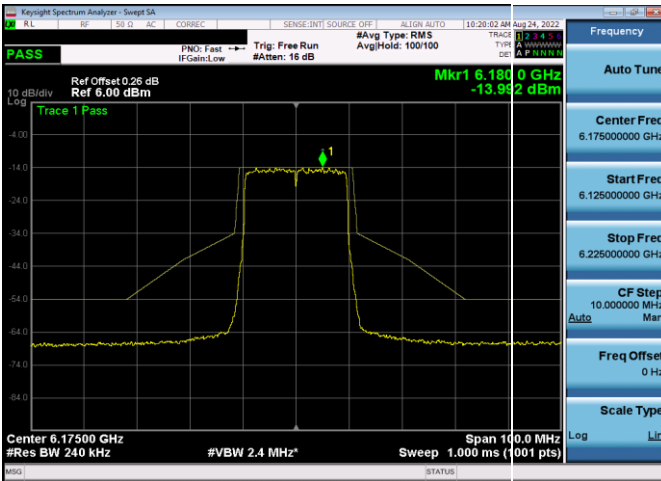 Keysight Spectrum Analyzer - Swept SA
RL RF 50 Ω AC CORREC SENSE:INT SOURCE OFF ALIGN AUTO 10:20:02 AM Aug 24, 2022
PASS
PNO: Fast
IFGain:Low
Trig: Free Run
#Atten: 16 dB
#Avg Type: RMS
Avg|Hold: 100/100
TRACE 1 2 3 4 5 6
TYPE A W W W W W
DET A P N N N N
Ref Offset 0.26 dB
Ref 6.00 dBm
10 dB/div
Log
Mkr1 6.180 0 GHz
-13.992 dBm
Trace 1 Pass
1
-4.00
-14.0
-24.0
-34.0
-44.0
-54.0
-64.0
-74.0
-84.0
Center 6.17500 GHz
Span 100.0 MHz
#Res BW 240 kHz
#VBW 2.4 MHz*
Sweep 1.000 ms (1001 pts)
MSG
STATUS
Frequency
Auto Tune
Center Freq
6.175000000 GHz
Start Freq
6.125000000 GHz
Stop Freq
6.225000000 GHz
CF Step
10.000000 MHz
Auto Man
Freq Offset
0 Hz
Scale Type
Log Lin